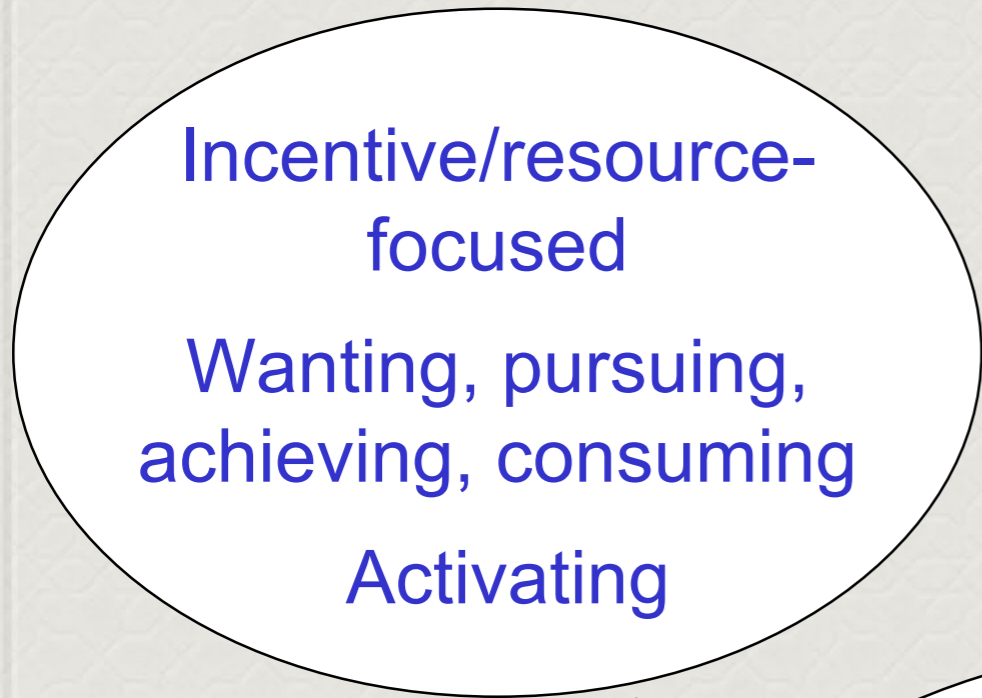 Incentive/resource-
focused
Wanting, pursuing,
achieving, consuming
Activating